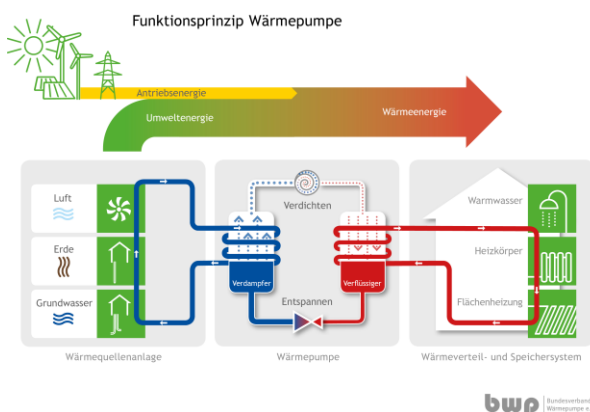 Funktionsprinzip Wärmepumpe
Antriebsenergie
Umweltenergie
Wärmeenergie
Luft
Erde
Grundwasser
Verdichten
Verdampfer
Verflüssiger
Entspannen
Warmwasser
Heizkörper
Flächenheizung
Wärmequellenanlage
Wärmepumpe
Wärmeverteil- und Speichersystem
bwp
Bundesverband
Wärmepumpe e.